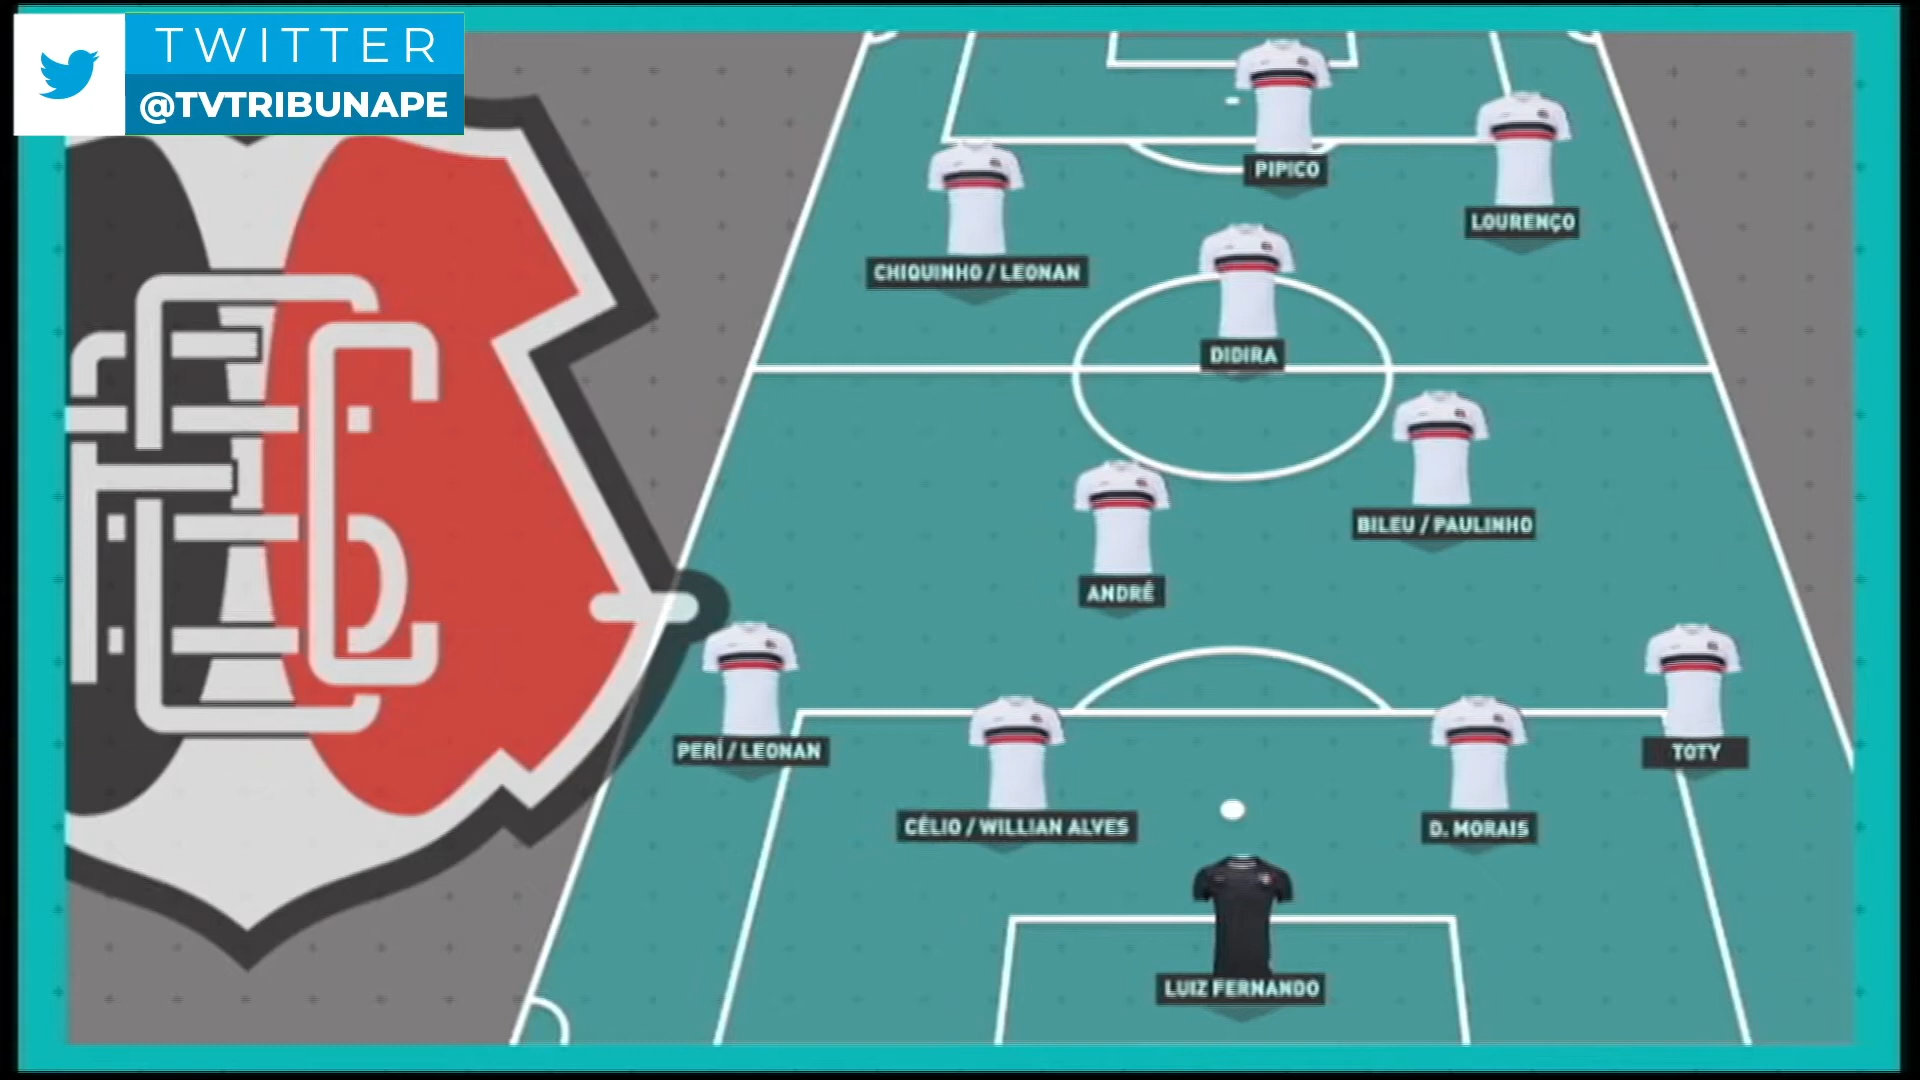 TWITTER
@TVTRIBUNAPE
PIPICO
LOURENÇO
CHIQUINHO / LEONAN
DIDIRA
BILEU / PAULINHO
ANDRÉ
PERÍ / LEONAN
TOTY
CÉLIO / WILLIAN ALVES
D. MORAIS
LUIZ FERNANDO